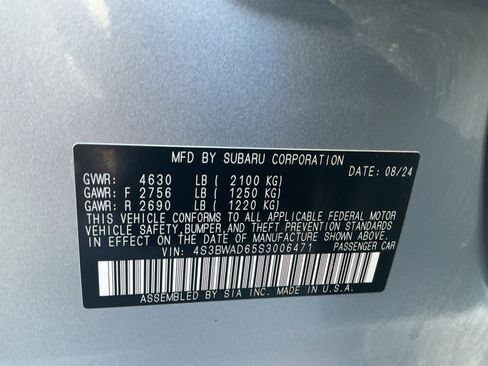 MFD BY SUBARU CORPORATION
DATE: 08/24
GVWR: 4630 LB ( 2100 KG)
GAWR: F 2756 LB ( 1250 KG)
GAWR: R 2690 LB ( 1220 KG)
THIS VEHICLE CONFORMS TO ALL APPLICABLE FEDERAL MOTOR
VEHICLE SAFETY, BUMPER, AND THEFT PREVENTION STANDARDS
IN EFFECT ON THE DATE OF MANUFACTURE SHOWN ABOVE.
VIN: 4S3BWAD65S3006471 PASSENGER CAR
ASSEMBLED BY SIA INC. MADE IN U.S.A.